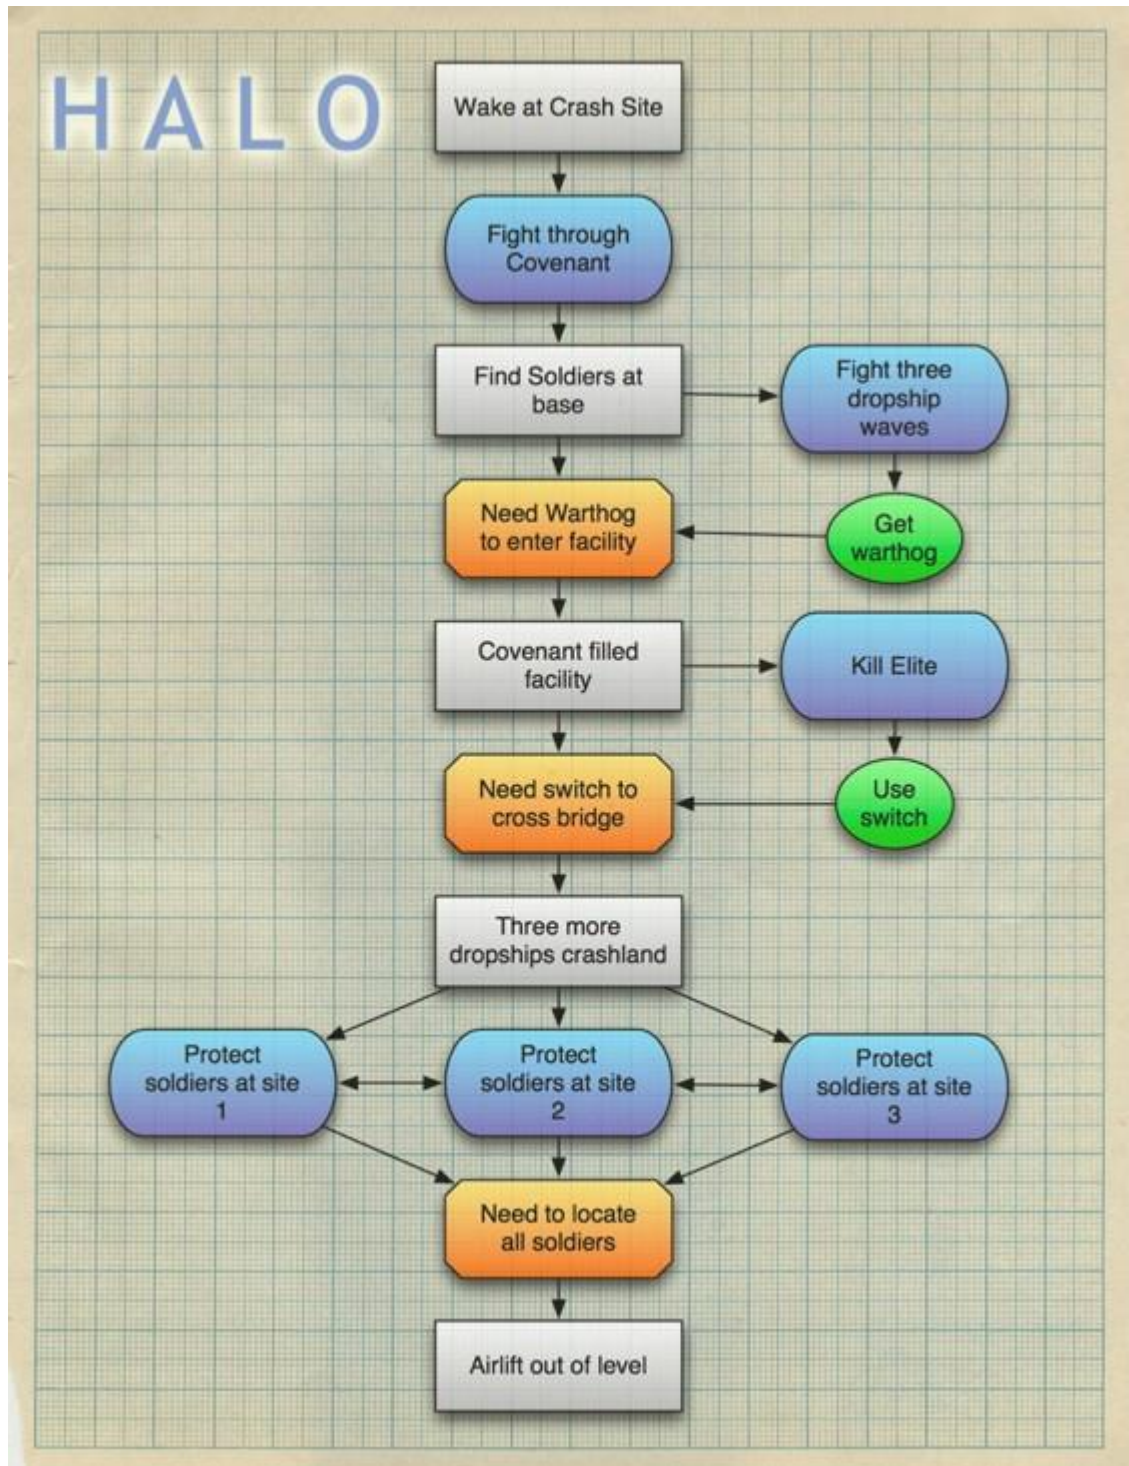 HALO
Wake at Crash Site
Fight through
Covenant
Find Soldiers at
base
Fight three
dropship
waves
Need Warthog
to enter facility
Get
warthog
Covenant filled
facility
Kill Elite
Need switch to
cross bridge
Use
switch
Three more
dropships crashland
Protect
soldiers at site
1
Protect
soldiers at site
2
Protect
soldiers at site
3
Need to locate
all soldiers
Airlift out of level